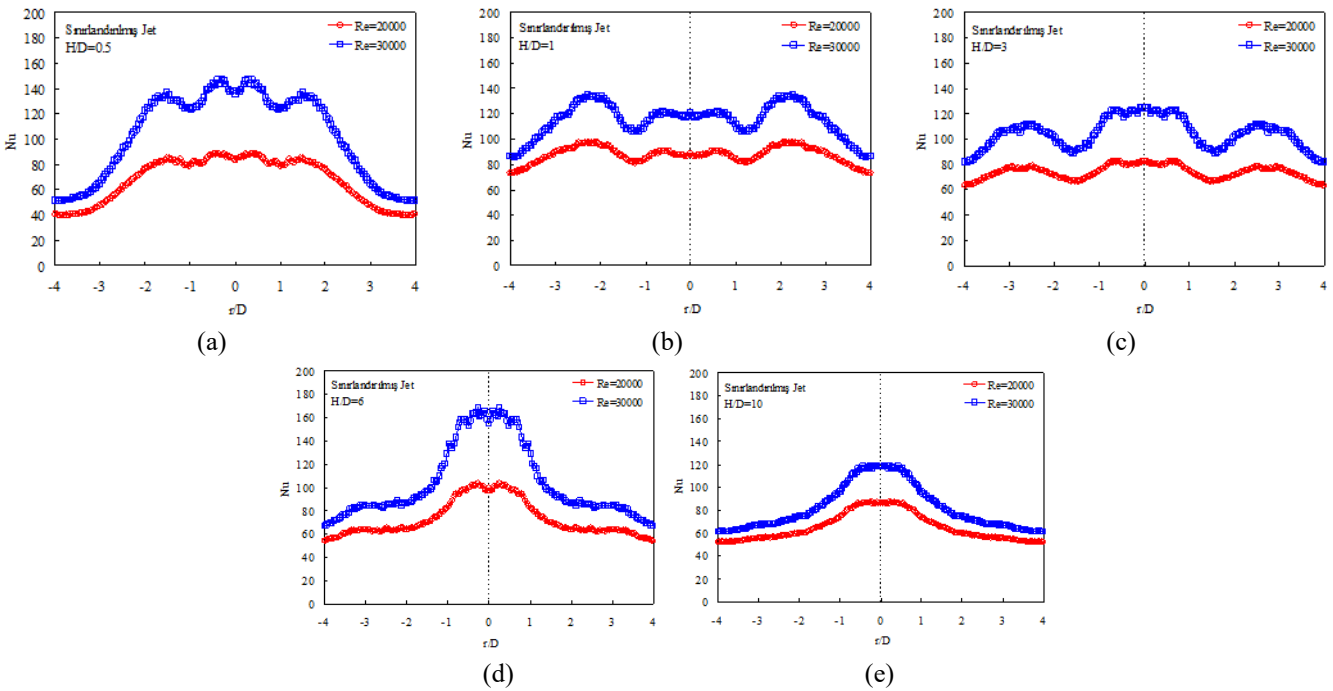 Sınırlandırılmış Jet
H/D=0.5
Re=20000
Re=30000
200
180
160
140
120
100
80
60
40
20
0
Nu
-4 -3 -2 -1 0 1 2 3 4
r/D
(a)
Sınırlandırılmış Jet
H/D=1
Re=20000
Re=30000
200
180
160
140
120
100
80
60
40
20
0
Nu
-4 -3 -2 -1 0 1 2 3 4
r/D
(b)
Sınırlandırılmış Jet
H/D=3
Re=20000
Re=30000
200
180
160
140
120
100
80
60
40
20
0
Nu
-4 -3 -2 -1 0 1 2 3 4
r/D
(c)
Sınırlandırılmış Jet
H/D=6
Re=20000
Re=30000
200
180
160
140
120
100
80
60
40
20
0
Nu
-4 -3 -2 -1 0 1 2 3 4
r/D
(d)
Sınırlandırılmış Jet
H/D=10
Re=20000
Re=30000
200
180
160
140
120
100
80
60
40
20
0
Nu
-4 -3 -2 -1 0 1 2 3 4
r/D
(e)